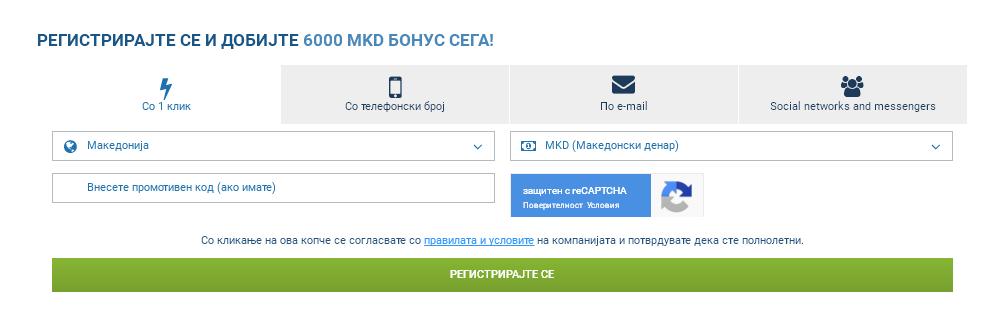 РЕГИСТРИРАЈТЕ СЕ И ДОБИЈТЕ 6000 MKD БОНУС СЕГА!
Со 1 клик
Со телефонски број
По e-mail
Social networks and messengers
Македонија
MKD (Македонски денар)
Внесете промотивен код (ако имате)
защитен с reCAPTCHA
Поверителност Условия
Со кликање на ова копче се согласвате со правилата и условите на компанијата и потврдувате дека сте полнолетни.
РЕГИСТРИРАЈТЕ СЕ